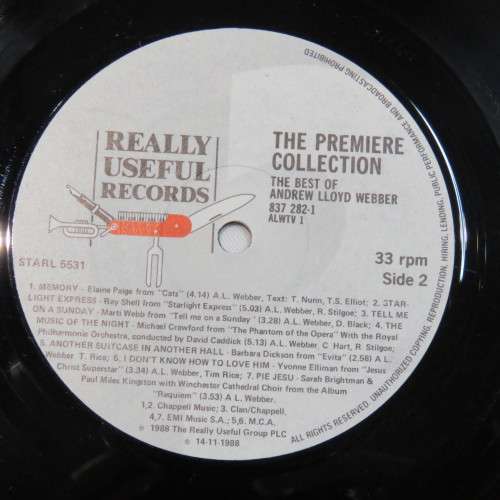 REALLY
USEFUL
RECORDS
THE PREMIERE
COLLECTION
THE BEST OF
ANDREW LLOYD WEBBER
837 282-1
ALWTV 1
STARL 5531
33 rpm
Side 2
1. MEMORY - Elaine Paige from "Cats" (4.14) A.L. Webber, Text: T. Nunn, T.S. Elliot; 2. STAR-
LIGHT EXPRESS - Ray Shell from "Starlight Express" (5.03) A.L. Webber, R. Stilgoe; 3. TELL ME
ON A SUNDAY - Marti Webb from "Tell me on a Sunday" (3.28) A.L. Webber, D. Black; 4. THE
MUSIC OF THE NIGHT - Michael Crawford from "The Phantom of the Opera" With the Royal
Philharmonie Orchestra, conducted by David Caddick (5.10) A.L. Webber C. Hart, R. Stilgoe;
5. ANOTHER SUITCASE IN ANOTHER HALL - Barbara Dickson from "Evita" (2.58) A.L.
Webber T. Rice; 6. I DON'T KNOW HOW TO LOVE HIM - Yvonne Elliman from "Jesus
Christ Superstar" (3.34) A.L. Webber, Tim Rice; 7. PIE JESU - Sarah Brightman &
Paul Miles Kingston with Winchester Cathedral Choir from the Album
"Requiem" (3.53) A.L. Webber.
1,2. Chappell Music; 3. Clan/Chappell,
4,7. EMI Music S.A.; 5,6. M.C.A.
℗ 1988 The Really Useful Group PLC
℗ 14-11-1988
ALL RIGHTS RESERVED. UNAUTHORIZED COPYING, REPRODUCTION, HIRING, LENDING, PUBLIC PERFORMANCE AND BROADCASTING PROHIBITED